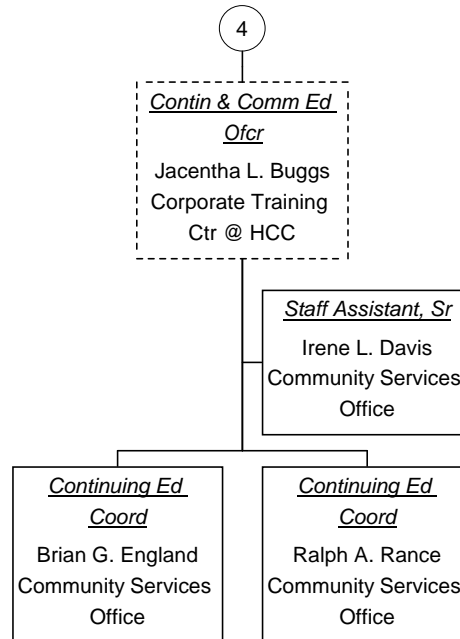 4
Contin & Comm Ed
Ofcr
Jacentha L. Buggs
Corporate Training
Ctr @ HCC
Staff Assistant, Sr
Irene L. Davis
Community Services
Office
Continuing Ed
Coord
Brian G. England
Community Services
Office
Continuing Ed
Coord
Ralph A. Rance
Community Services
Office